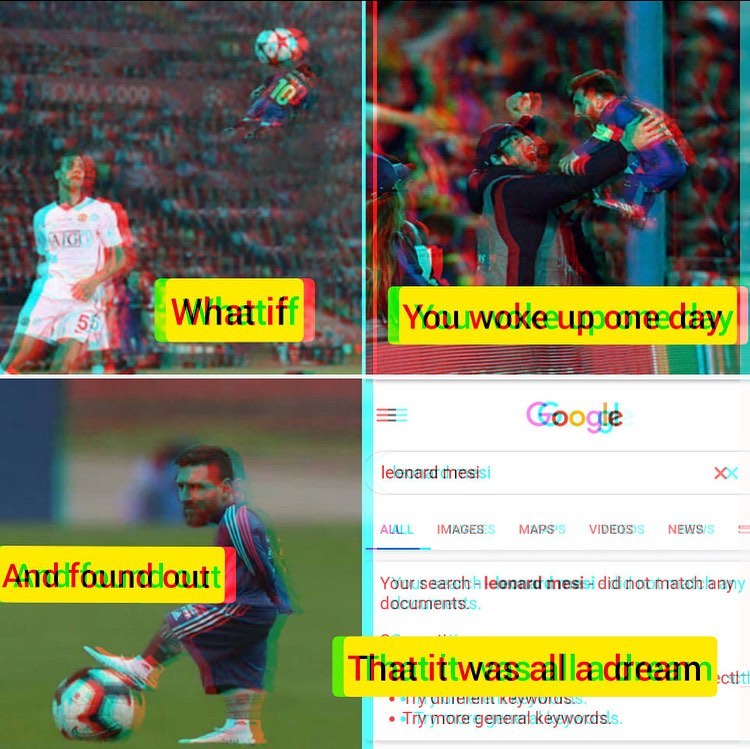 ROMA 2009
10
AIG
5
What if
You woke up one day
And found out
Google
leonard mesi
ALL IMAGES MAPS VIDEOS NEWS
Your search - leonard mesi - did not match any
documents.
That it was all a dream
• Try different keywords.
• Try more general keywords.